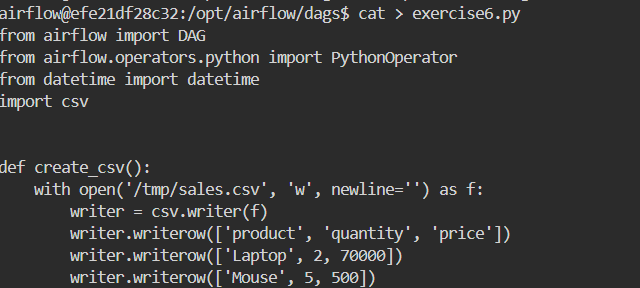 airflow@efe21df28c32:/opt/airflow/dags$ cat > exercise6.py
from airflow import DAG
from airflow.operators.python import PythonOperator
from datetime import datetime
import csv
def create_csv():
    with open('/tmp/sales.csv', 'w', newline='') as f:
        writer = csv.writer(f)
        writer.writerow(['product', 'quantity', 'price'])
        writer.writerow(['Laptop', 2, 70000])
        writer.writerow(['Mouse', 5, 500])